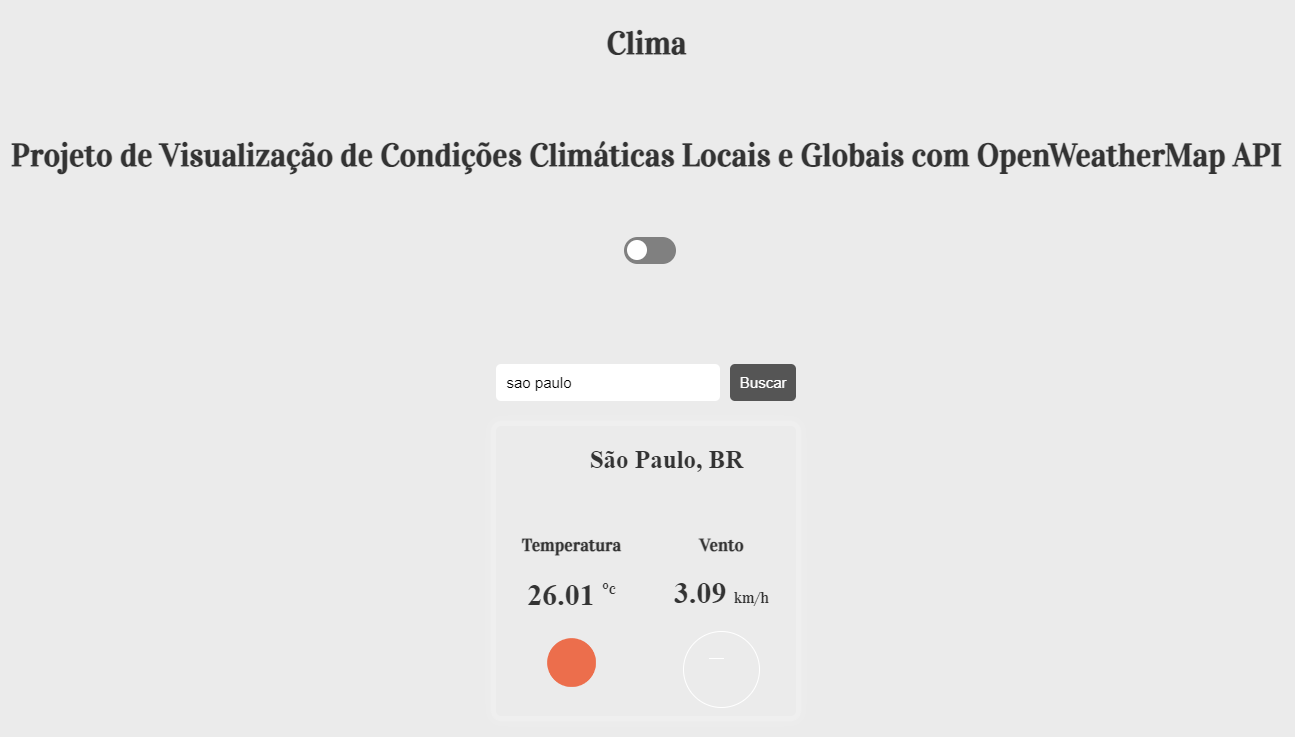 Clima
Projeto de Visualização de Condições Climáticas Locais e Globais com OpenWeatherMap API
sao paulo
Buscar
São Paulo, BR
Temperatura
Vento
26.01 ºc
3.09 km/h